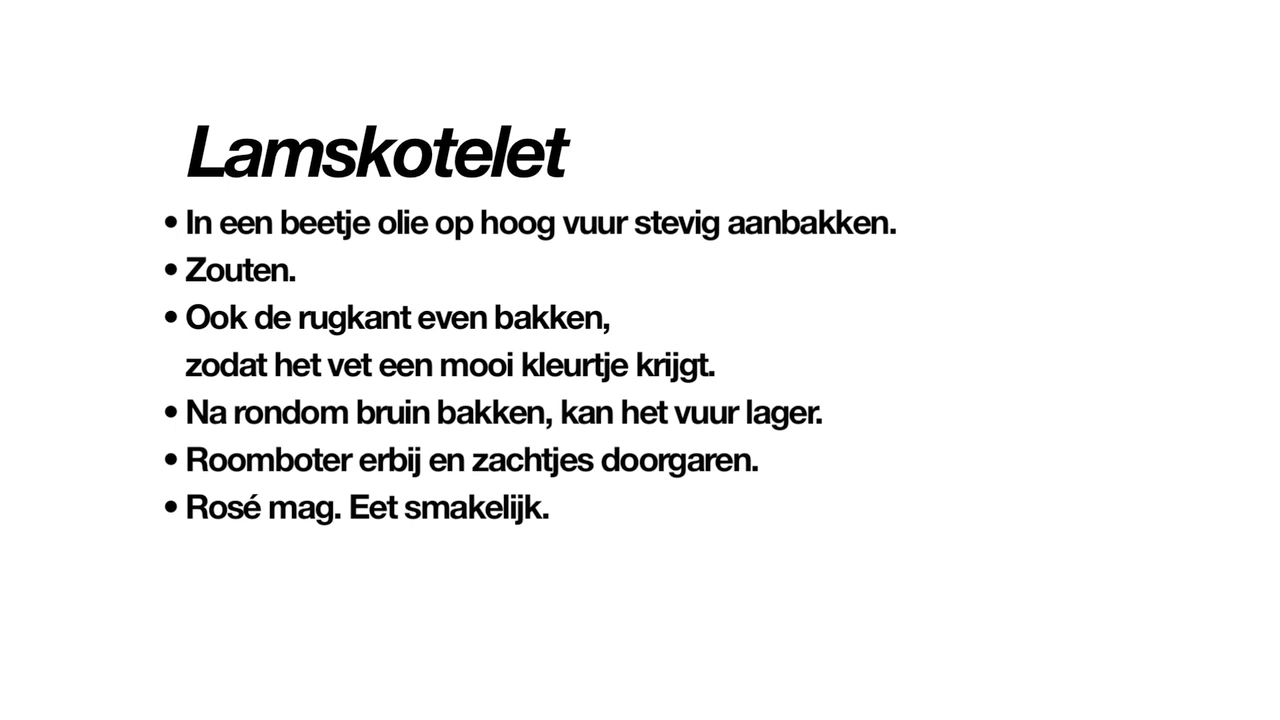 Lamskotelet
• In een beetje olie op hoog vuur stevig aanbakken.
• Zouten.
• Ook de rugkant even bakken,
zodat het vet een mooi kleurtje krijgt.
• Na rondom bruin bakken, kan het vuur lager.
• Roomboter erbij en zachtjes doorgaren.
• Rosé mag. Eet smakelijk.